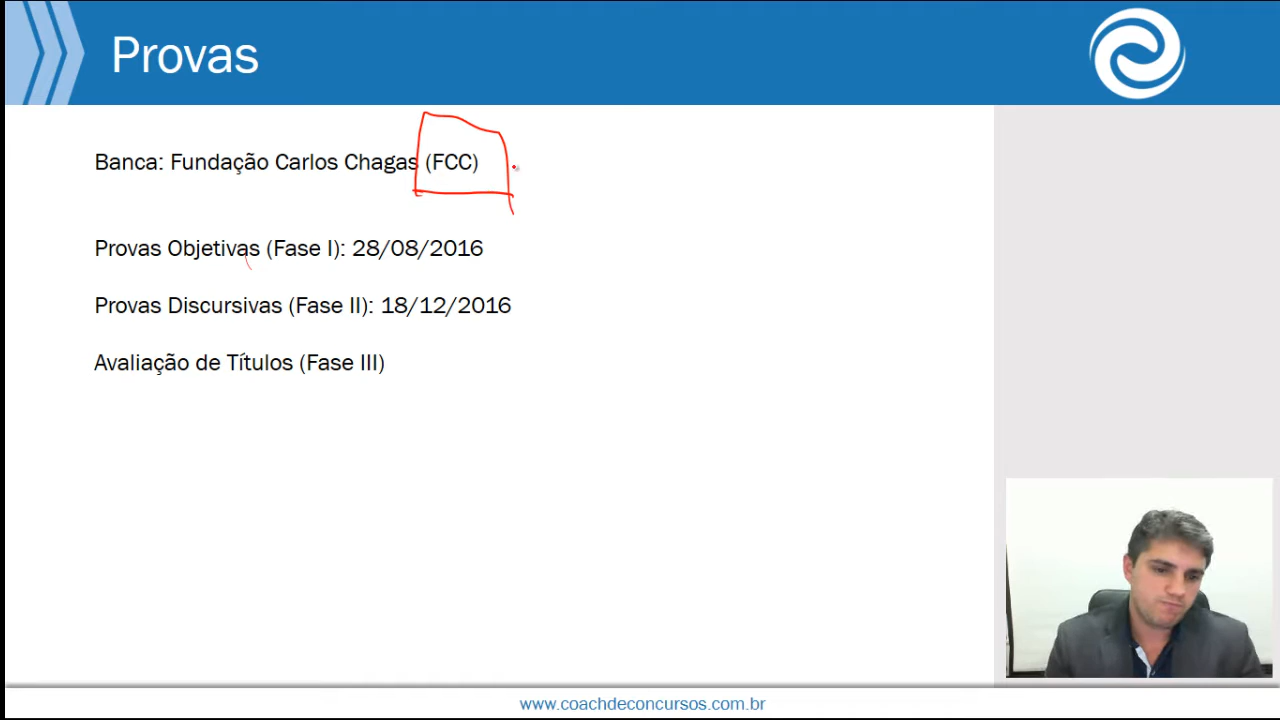 Provas
Banca: Fundação Carlos Chagas (FCC)
Provas Objetivas (Fase I): 28/08/2016
Provas Discursivas (Fase II): 18/12/2016
Avaliação de Títulos (Fase III)
www.coachdeconcursos.com.br